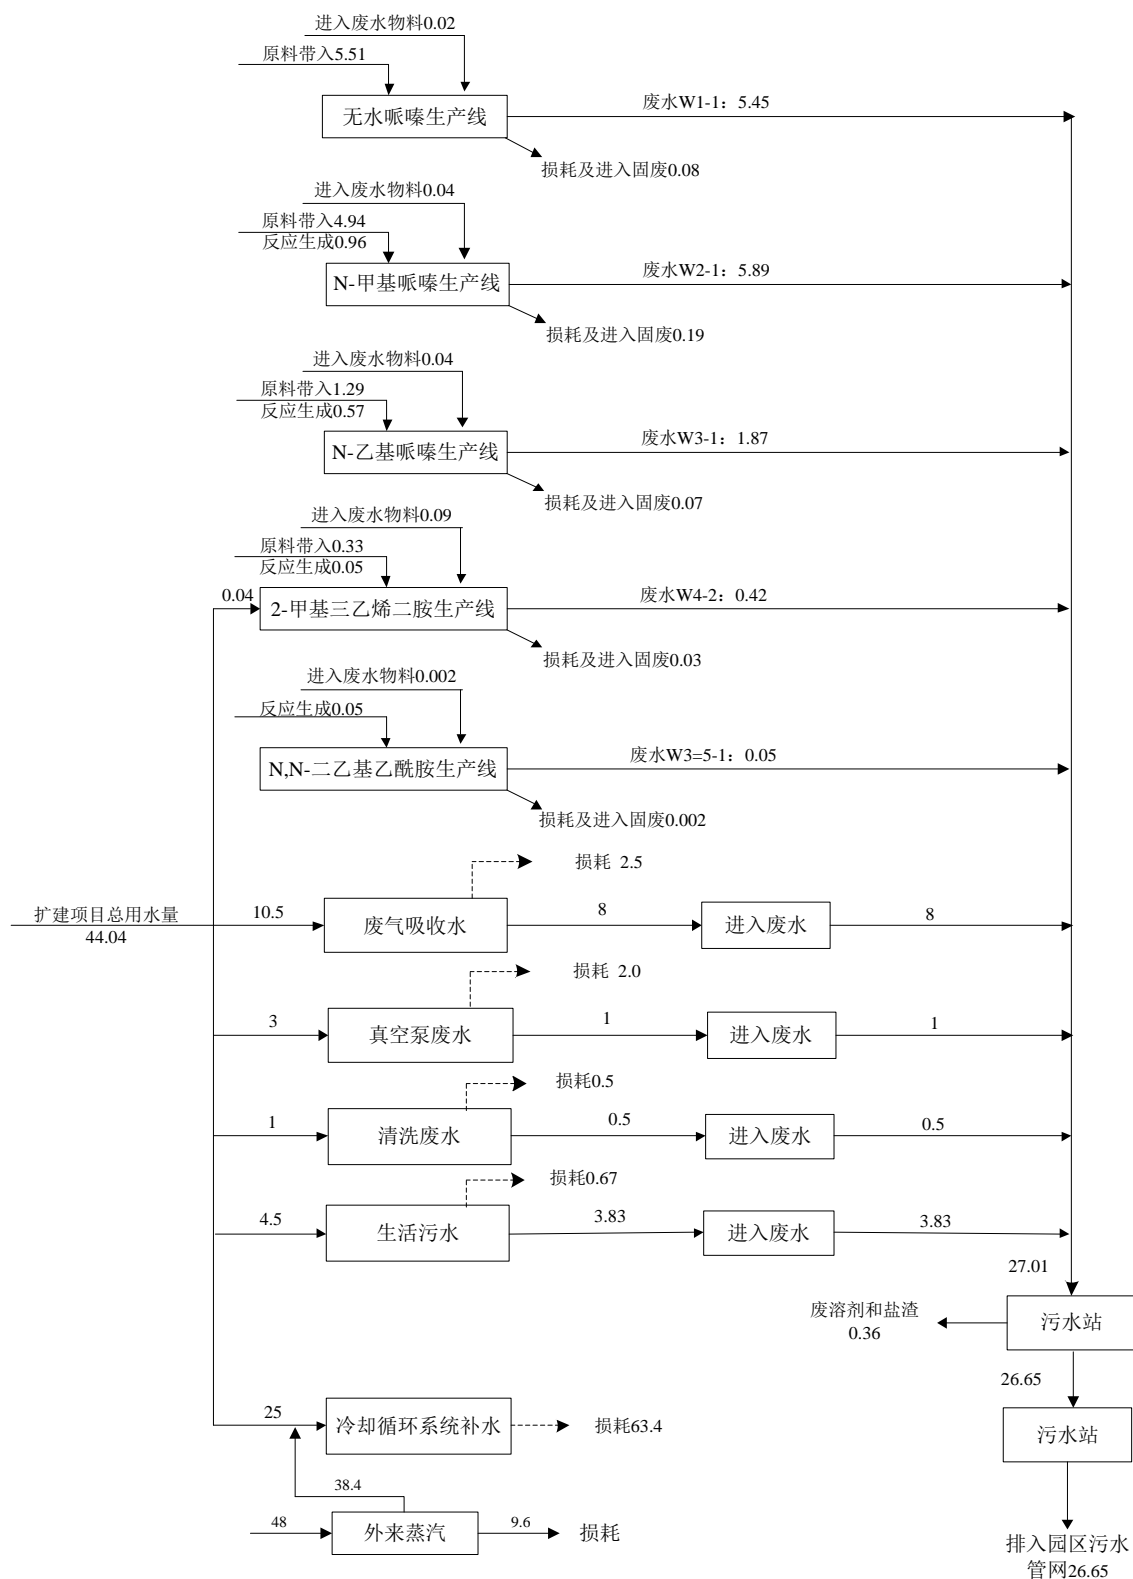 进入废水物料0.02
原料带入5.51
无水哌嗪生产线
废水W1-1：5.45
损耗及进入固废0.08
进入废水物料0.04
原料带入4.94
反应生成0.96
N-甲基哌嗪生产线
废水W2-1：5.89
损耗及进入固废0.19
进入废水物料0.04
原料带入1.29
反应生成0.57
N-乙基哌嗪生产线
废水W3-1：1.87
损耗及进入固废0.07
进入废水物料0.09
原料带入0.33
反应生成0.05
0.04
2-甲基三乙烯二胺生产线
废水W4-2：0.42
损耗及进入固废0.03
进入废水物料0.002
反应生成0.05
N,N-二乙基乙酰胺生产线
废水W3=5-1：0.05
损耗及进入固废0.002
损耗 2.5
扩建项目总用水量
44.04
10.5
废气吸收水
8
进入废水
8
损耗 2.0
3
真空泵废水
1
进入废水
1
损耗0.5
1
清洗废水
0.5
进入废水
0.5
损耗0.67
4.5
生活污水
3.83
进入废水
3.83
27.01
废溶剂和盐渣
0.36
污水站
26.65
25
冷却循环系统补水
损耗63.4
污水站
38.4
48
外来蒸汽
9.6
损耗
排入园区污水
管网26.65